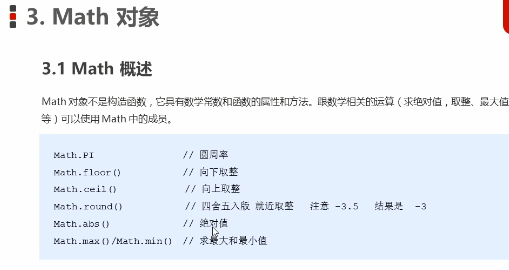 3. Math 对象
3.1 Math 概述
Math 对象不是构造函数，它具有数学常数和函数的属性和方法。跟数学相关的运算（求绝对值，取整、最大值
等）可以使用 Math 中的成员。
Math.PI // 圆周率
Math.floor() // 向下取整
Math.ceil() // 向上取整
Math.round() // 四舍五入版 就近取整 注意 -3.5 结果是 -3
Math.abs() // 绝对值
Math.max()/Math.min() // 求最大和最小值